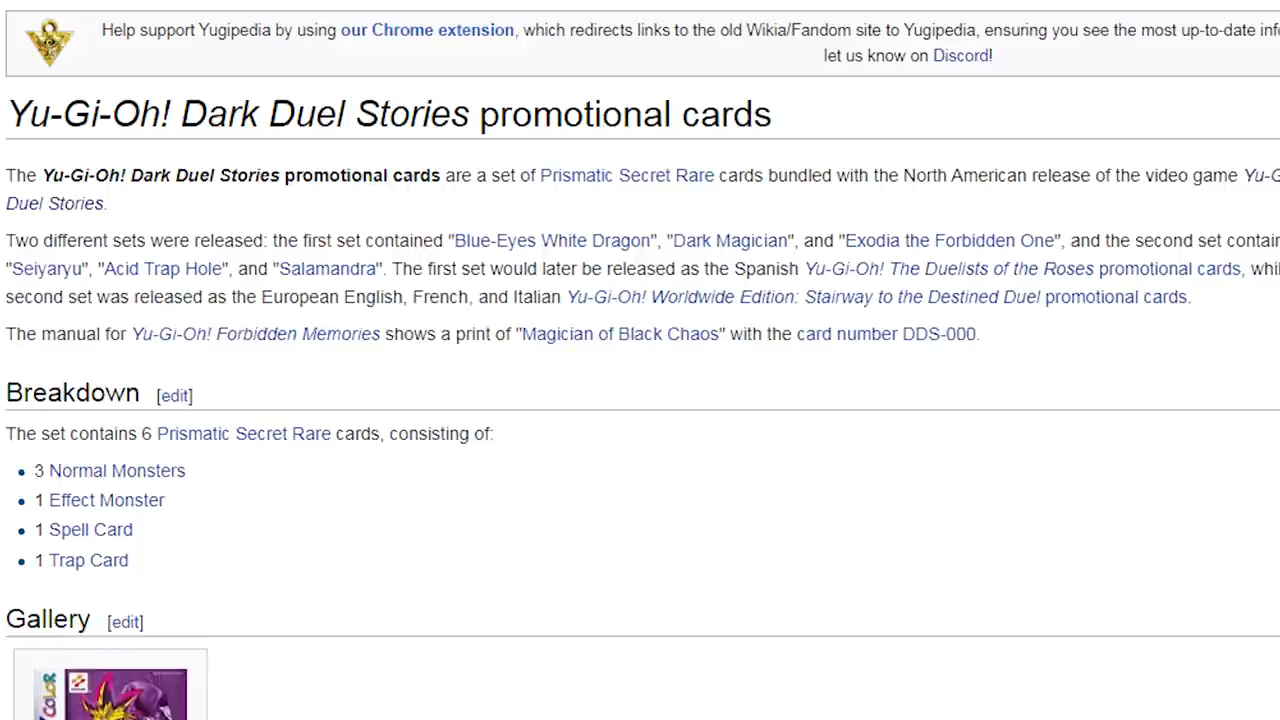 Help support Yugipedia by using our Chrome extension, which redirects links to the old Wikia/Fandom site to Yugipedia, ensuring you see the most up-to-date
let us know on Discord!
Yu-Gi-Oh! Dark Duel Stories promotional cards
The Yu-Gi-Oh! Dark Duel Stories promotional cards are a set of Prismatic Secret Rare cards bundled with the North American release of the video game
Duel Stories.
Two different sets were released: the first set contained "Blue-Eyes White Dragon", "Dark Magician", and "Exodia the Forbidden One", and the second set
"Seiyaryu", "Acid Trap Hole", and "Salamandra". The first set would later be released as the Spanish Yu-Gi-Oh! The Duelists of the Roses promotional cards,
second set was released as the European English, French, and Italian Yu-Gi-Oh! Worldwide Edition: Stairway to the Destined Duel promotional cards.
The manual for Yu-Gi-Oh! Forbidden Memories shows a print of "Magician of Black Chaos" with the card number DDS-000.
Breakdown [edit]
The set contains 6 Prismatic Secret Rare cards, consisting of:
3 Normal Monsters
1 Effect Monster
1 Spell Card
1 Trap Card
Gallery [edit]
COLOR